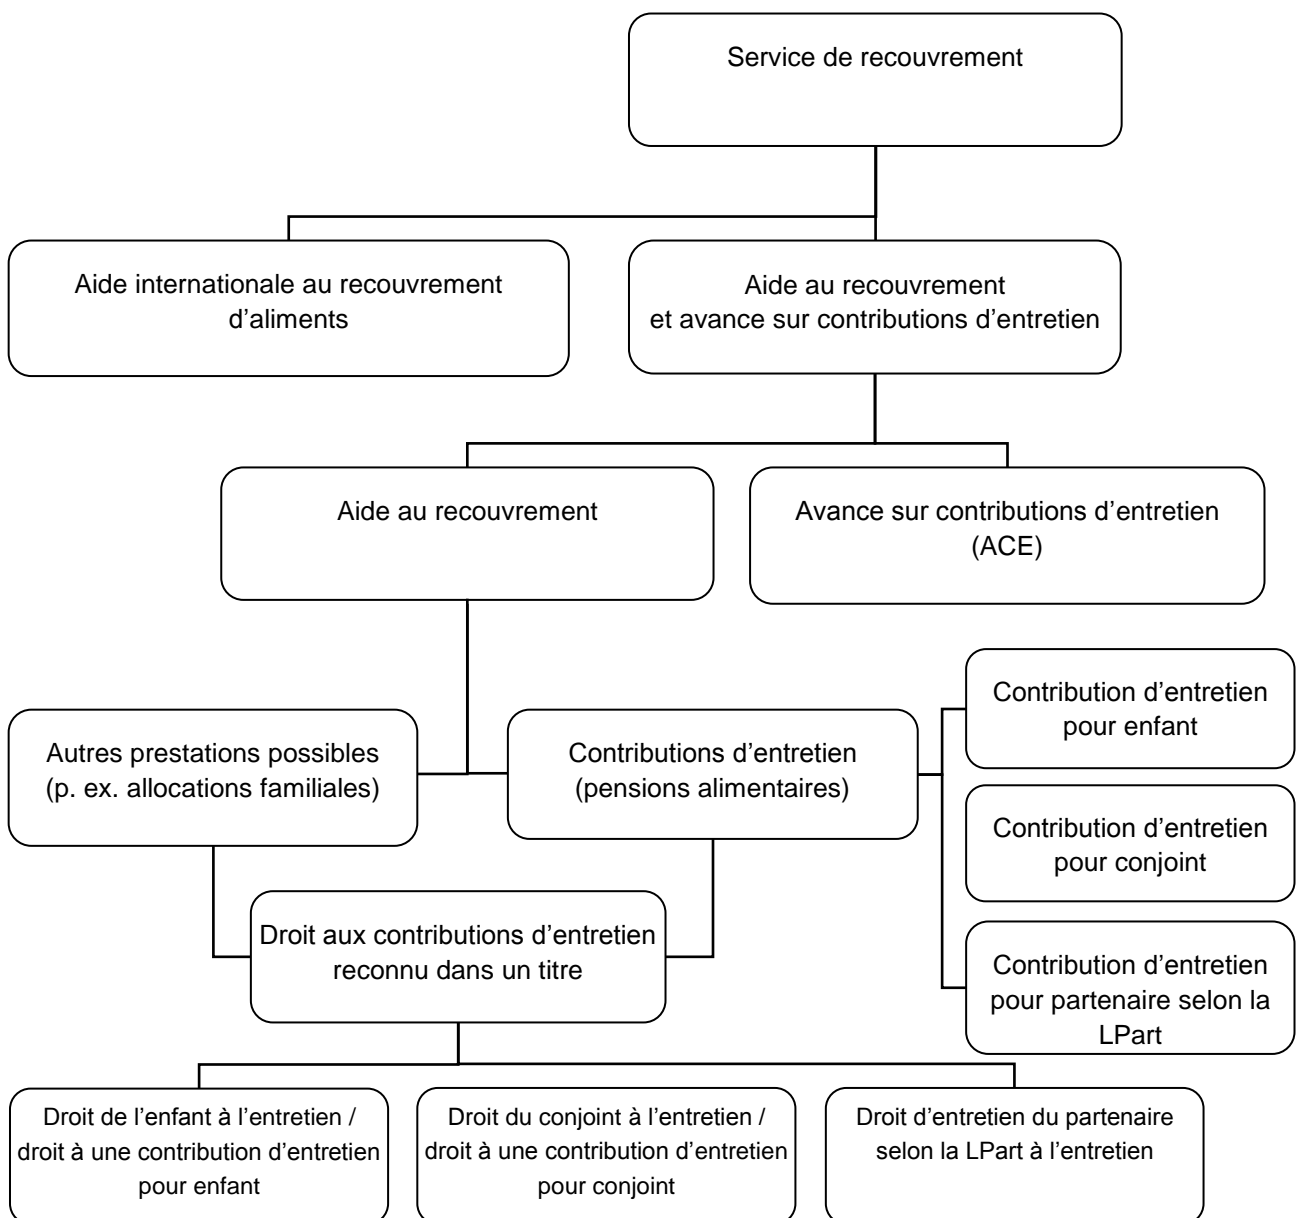 Service de recouvrement
Aide internationale au recouvrement
d’aliments
Aide au recouvrement
et avance sur contributions d’entretien
Aide au recouvrement
Avance sur contributions d’entretien
(ACE)
Autres prestations possibles
(p. ex. allocations familiales)
Contributions d’entretien
(pensions alimentaires)
Contribution d’entretien
pour enfant
Contribution d’entretien
pour conjoint
Contribution d’entretien
pour partenaire selon la
LPart
Droit aux contributions d’entretien
reconnu dans un titre
Droit de l’enfant à l’entretien /
droit à une contribution d’entretien
pour enfant
Droit du conjoint à l’entretien /
droit à une contribution d’entretien
pour conjoint
Droit d’entretien du partenaire
selon la LPart à l’entretien